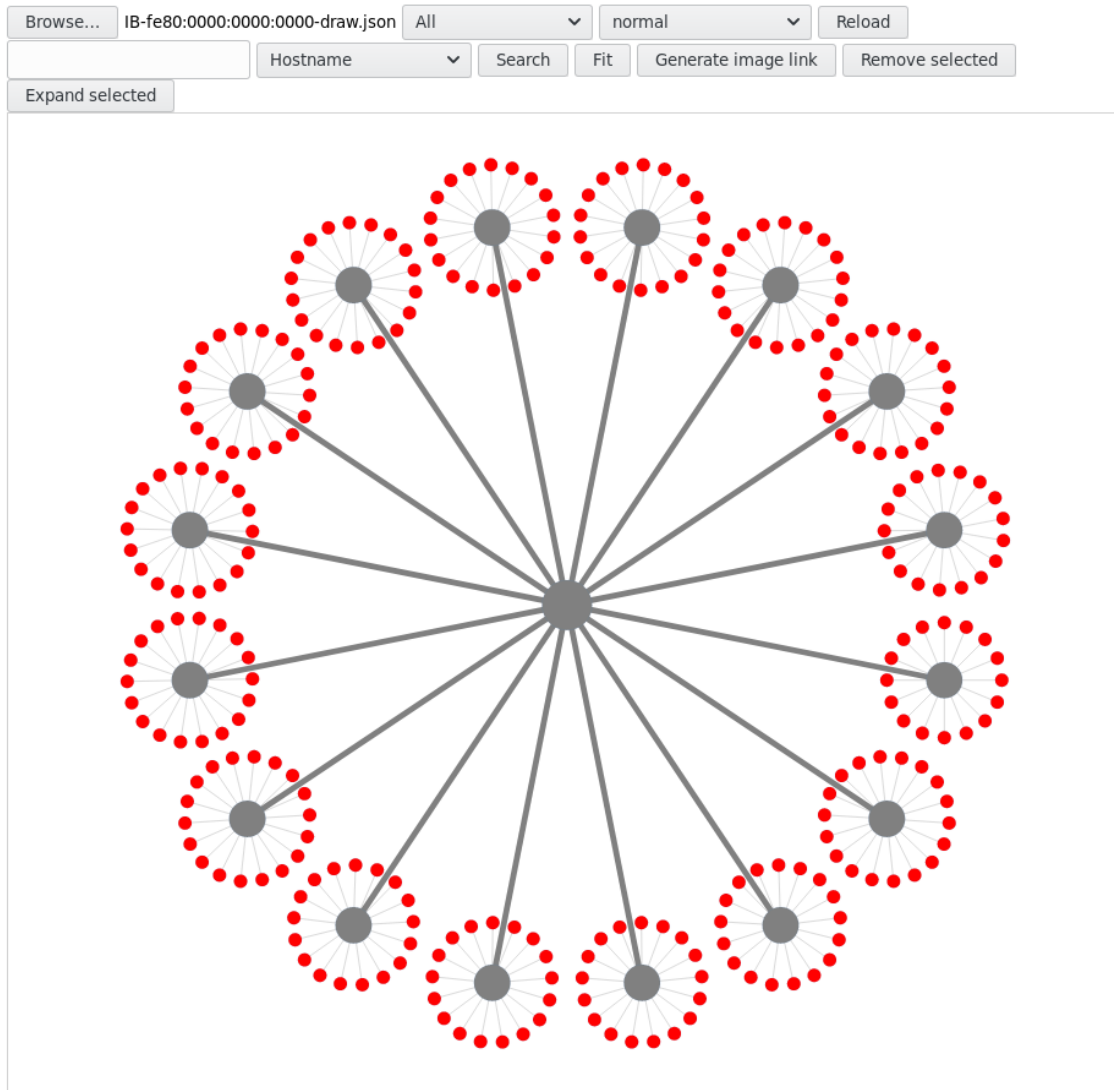 Browse... IB-fe80:0000:0000:0000-draw.json All normal Reload
Hostname Search Fit Generate image link Remove selected
Expand selected